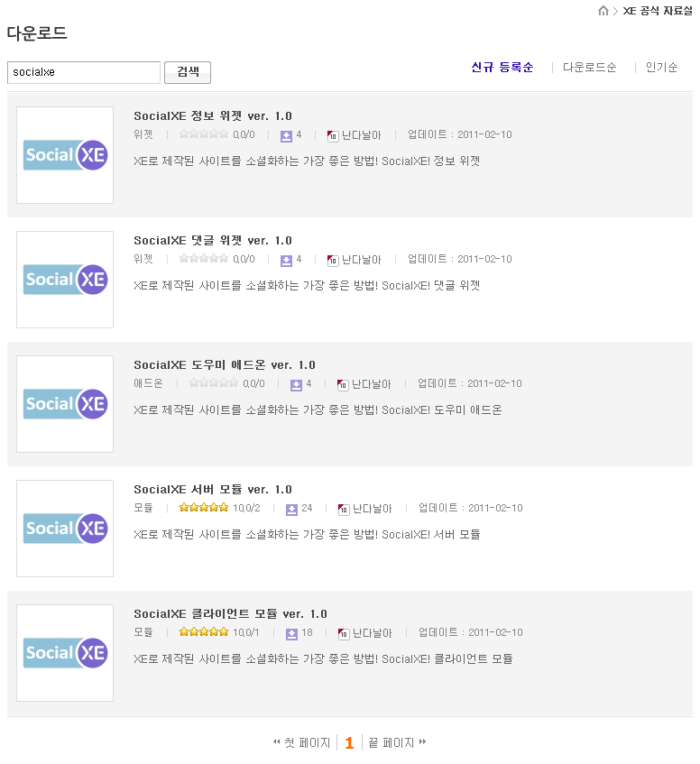 XE 공식 자료실
다운로드
socialxe 검색 신규 등록순 다운로드순 인기순
Social XE
SocialXE 정보 위젯 ver. 1.0
위젯 0,0/0 4 난다날아 업데이트 : 2011-02-10
XE로 제작된 사이트를 소셜화하는 가장 좋은 방법! SocialXE! 정보 위젯
Social XE
SocialXE 댓글 위젯 ver. 1.0
위젯 0,0/0 4 난다날아 업데이트 : 2011-02-10
XE로 제작된 사이트를 소셜화하는 가장 좋은 방법! SocialXE! 댓글 위젯
Social XE
SocialXE 도우미 애드온 ver. 1.0
애드온 0,0/0 4 난다날아 업데이트 : 2011-02-10
XE로 제작된 사이트를 소셜화하는 가장 좋은 방법! SocialXE! 도우미 애드온
Social XE
SocialXE 서버 모듈 ver. 1.0
모듈 10,0/2 24 난다날아 업데이트 : 2011-02-10
XE로 제작된 사이트를 소셜화하는 가장 좋은 방법! SocialXE! 서버 모듈
Social XE
SocialXE 클라이언트 모듈 ver. 1.0
모듈 10,0/1 18 난다날아 업데이트 : 2011-02-10
XE로 제작된 사이트를 소셜화하는 가장 좋은 방법! SocialXE! 클라이언트 모듈
첫 페이지 1 끝 페이지